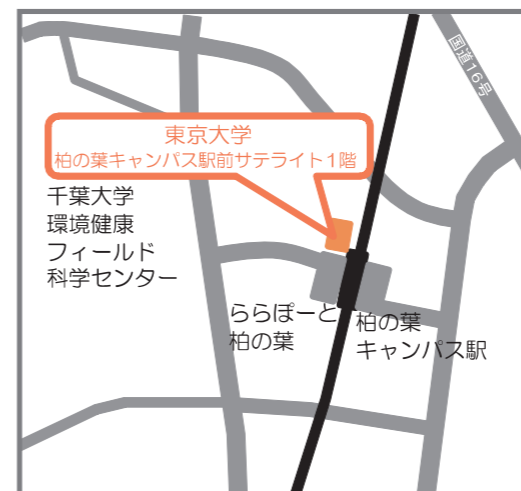 国道16号
東京大学
柏の葉キャンパス駅前サテライト1階
千葉大学
環境健康
フィールド
科学センター
ららぽーと
柏の葉
柏の葉
キャンパス駅